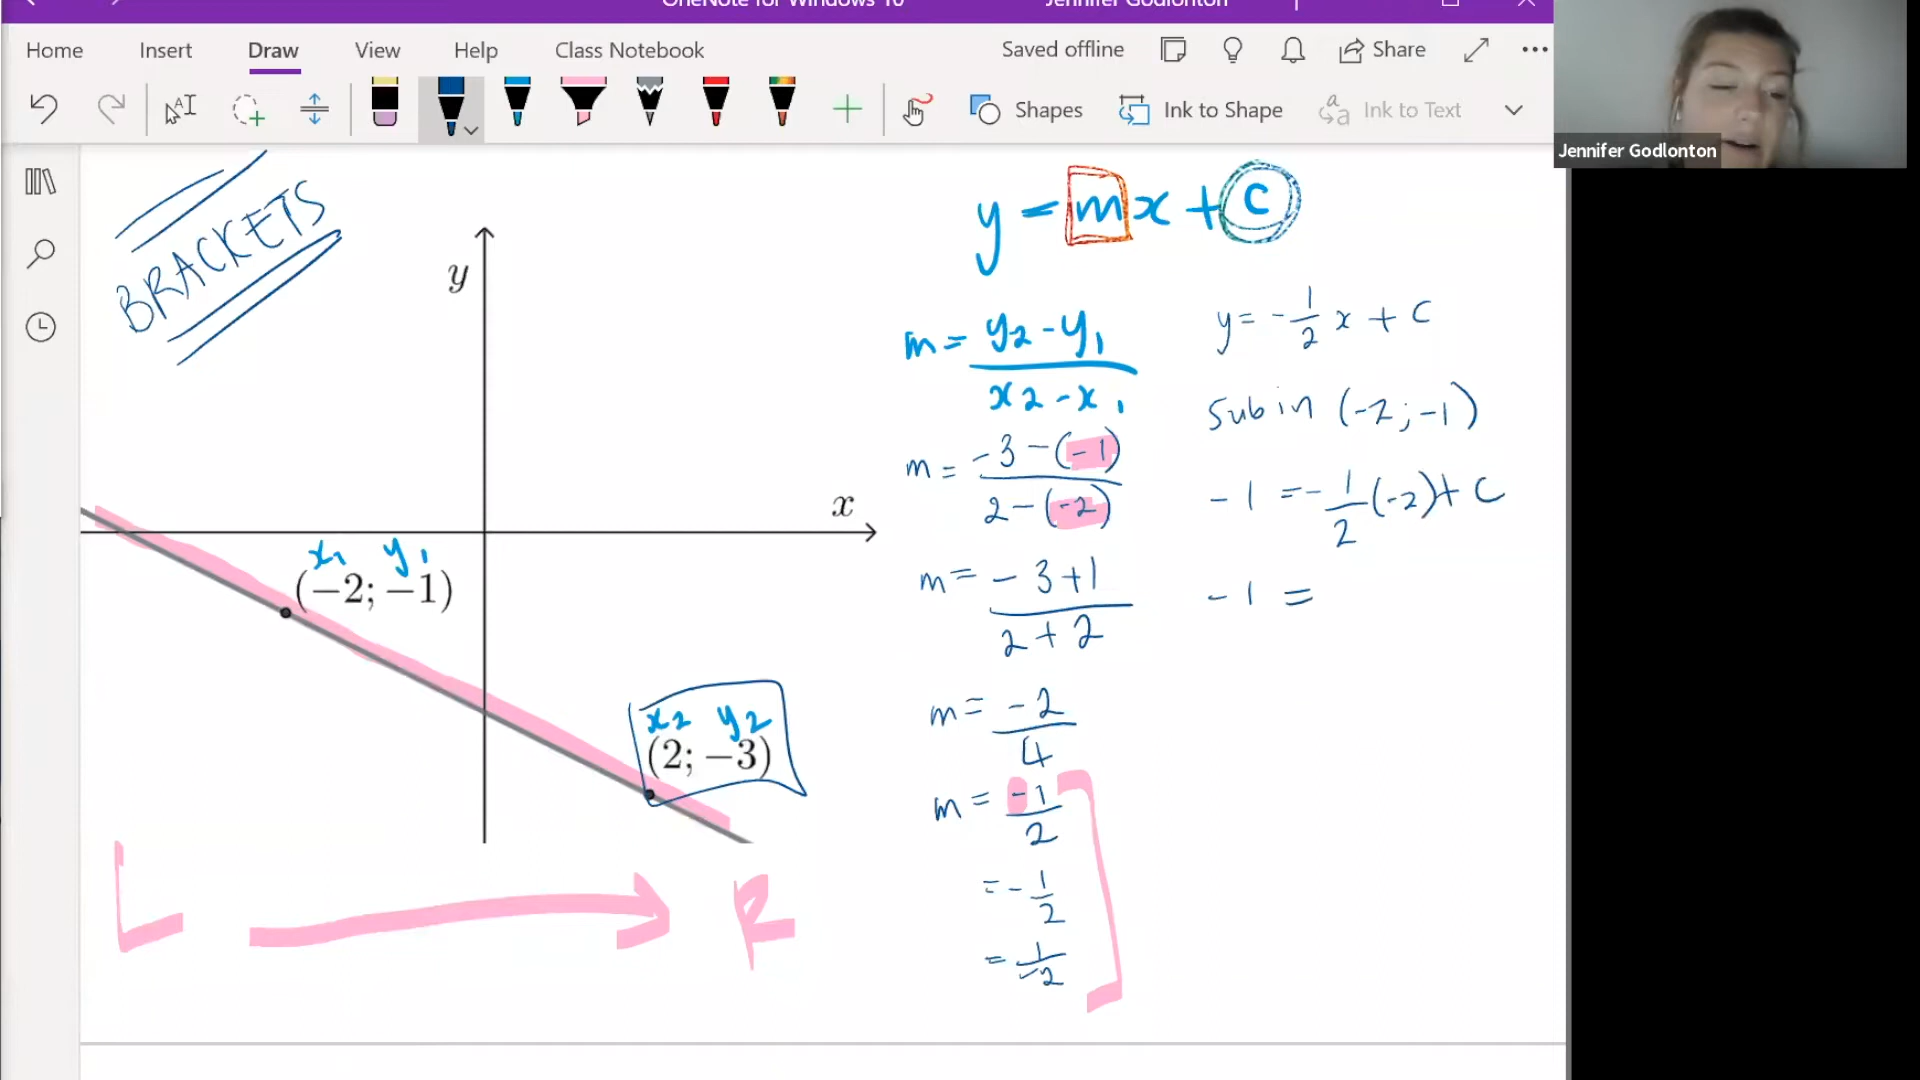 OneNote for Windows 10
Jennifer Godlonton
Home Insert Draw View Help Class Notebook Saved offline Share
Shapes Ink to Shape Ink to Text
Jennifer Godlonton
BRACKETS
y = mx + c
y
x
x1 y1
(−2; −1)
x2 y2
(2; −3)
L R
m = y2 - y1 / x2 - x1
m = -3 - (-1) / 2 - (-2)
m = -3 + 1 / 2 + 2
m = -2 / 4
m = -1 / 2
= - 1/2
= 1/-2
y = - 1/2 x + c
Sub in (-2; -1)
-1 = - 1/2 (-2) + c
-1 =